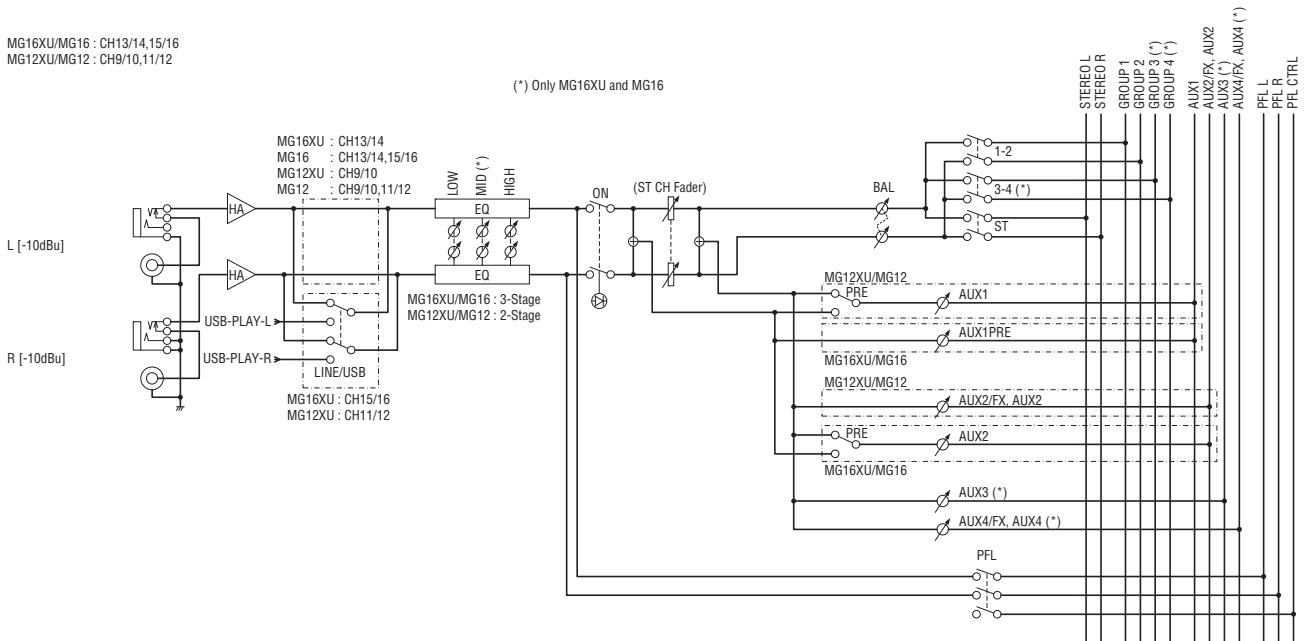 MG16XU/MG16 : CH13/14,15/16
MG12XU/MG12 : CH9/10,11/12
(*) Only MG16XU and MG16
STEREO L
STEREO R
GROUP 1
GROUP 2
GROUP 3 (*)
GROUP 4 (*)
AUX1
AUX2/FX, AUX2
AUX3 (*)
AUX4/FX, AUX4 (*)
PFL L
PFL R
PFL CTRL
MG16XU : CH13/14
MG16 : CH13/14,15/16
MG12XU : CH9/10
MG12 : CH9/10,11/12
LOW
MID (*)
HIGH
ON
(ST CH Fader)
BAL
1-2
3-4 (*)
ST
HA
EQ
L [-10dBu]
HA
EQ
MG16XU/MG16 : 3-Stage
MG12XU/MG12 : 2-Stage
USB-PLAY-L
USB-PLAY-R
LINE/USB
R [-10dBu]
MG16XU : CH15/16
MG12XU : CH11/12
MG12XU/MG12
PRE
AUX1
AUX1PRE
MG16XU/MG16
MG12XU/MG12
AUX2/FX, AUX2
PRE
AUX2
MG16XU/MG16
AUX3 (*)
AUX4/FX, AUX4 (*)
PFL